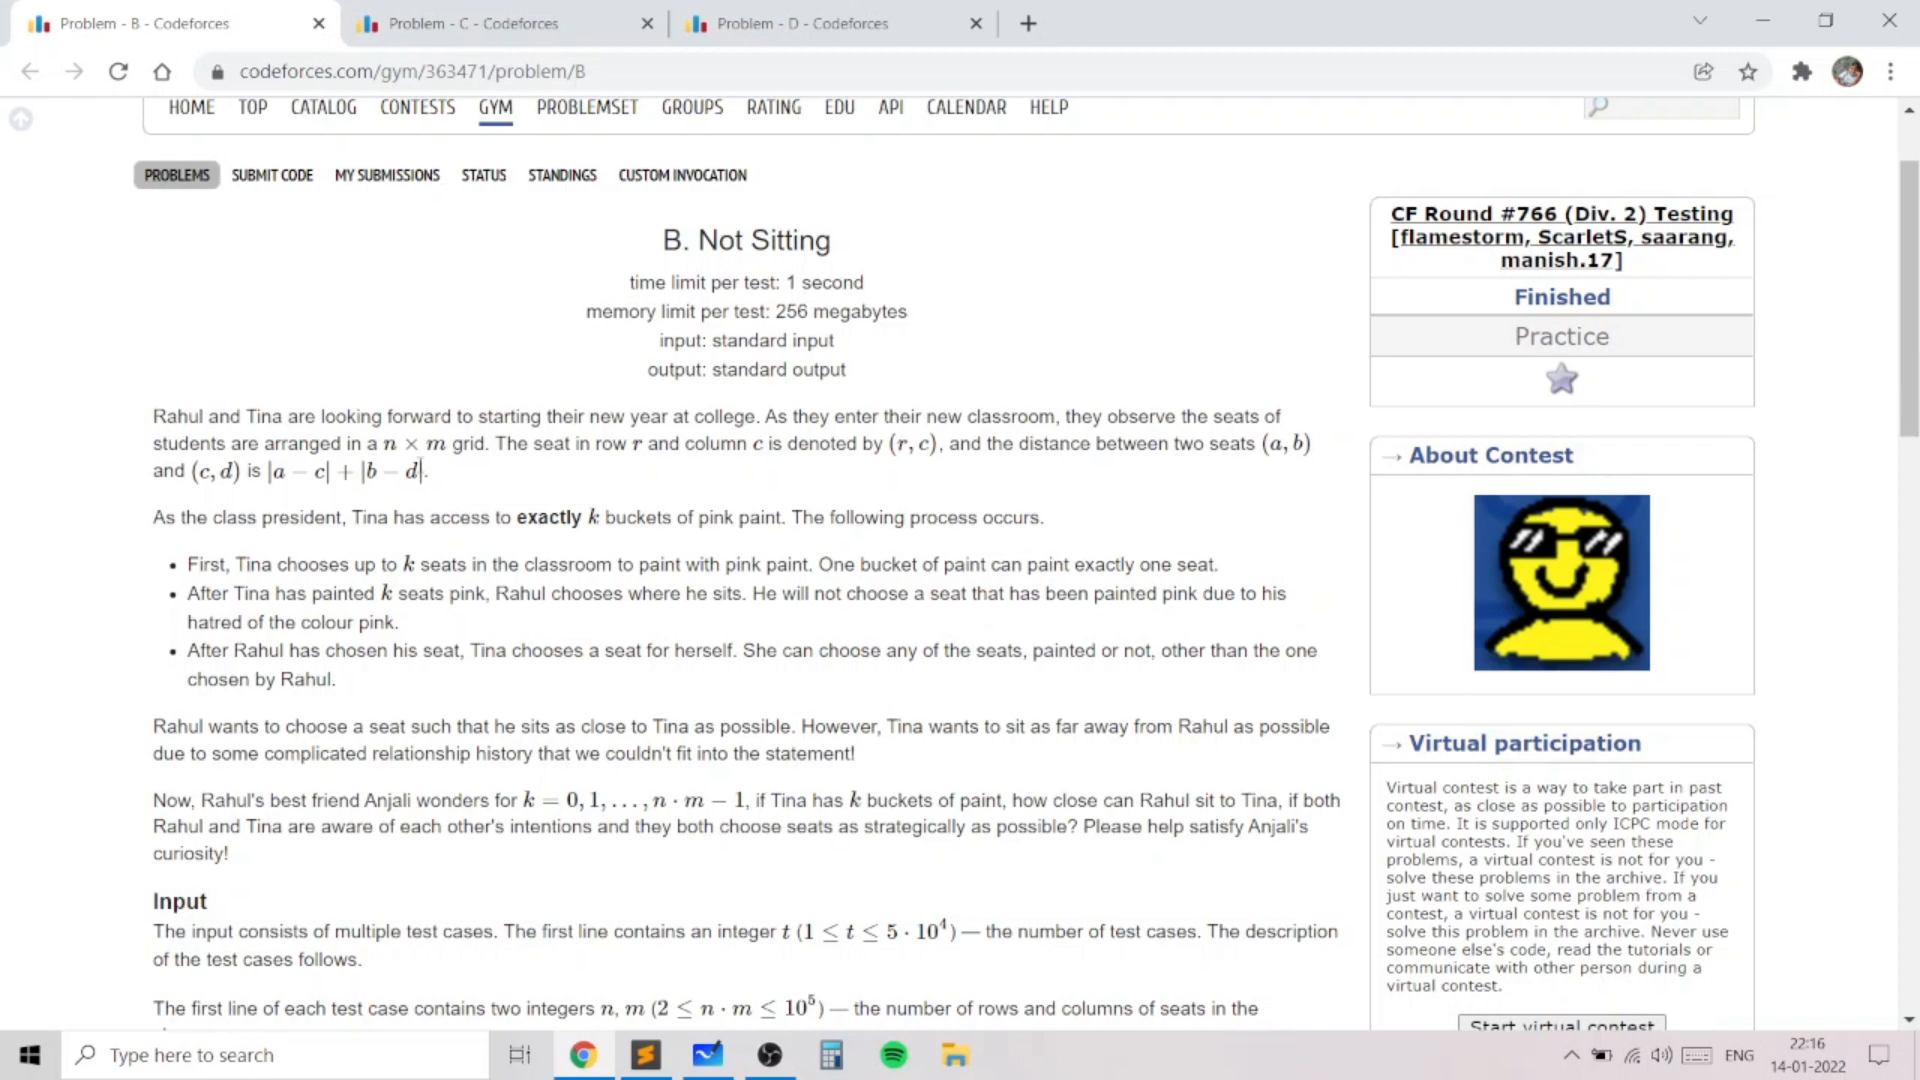 Problem - B - Codeforces
Problem - C - Codeforces
Problem - D - Codeforces
codeforces.com/gym/363471/problem/B
HOME TOP CATALOG CONTESTS GYM PROBLEMSET GROUPS RATING EDU API CALENDAR HELP
PROBLEMS SUBMIT CODE MY SUBMISSIONS STATUS STANDINGS CUSTOM INVOCATION
B. Not Sitting
time limit per test: 1 second
memory limit per test: 256 megabytes
input: standard input
output: standard output
Rahul and Tina are looking forward to starting their new year at college. As they enter their new classroom, they observe the seats of
students are arranged in a n × m grid. The seat in row r and column c is denoted by (r, c), and the distance between two seats (a, b)
and (c, d) is |a − c| + |b − d|.
As the class president, Tina has access to exactly k buckets of pink paint. The following process occurs.
• First, Tina chooses up to k seats in the classroom to paint with pink paint. One bucket of paint can paint exactly one seat.
• After Tina has painted k seats pink, Rahul chooses where he sits. He will not choose a seat that has been painted pink due to his
hatred of the colour pink.
• After Rahul has chosen his seat, Tina chooses a seat for herself. She can choose any of the seats, painted or not, other than the one
chosen by Rahul.
Rahul wants to choose a seat such that he sits as close to Tina as possible. However, Tina wants to sit as far away from Rahul as possible
due to some complicated relationship history that we couldn't fit into the statement!
Now, Rahul's best friend Anjali wonders for k = 0, 1, . . . , n · m − 1, if Tina has k buckets of paint, how close can Rahul sit to Tina, if both
Rahul and Tina are aware of each other's intentions and they both choose seats as strategically as possible? Please help satisfy Anjali's
curiosity!
Input
The input consists of multiple test cases. The first line contains an integer t (1 ≤ t ≤ 5 · 10⁴) — the number of test cases. The description
of the test cases follows.
The first line of each test case contains two integers n, m (2 ≤ n · m ≤ 10⁵) — the number of rows and columns of seats in the
CF Round #766 (Div. 2) Testing
[flamestorm, ScarletS, saarang,
manish.17]
Finished
Practice
→ About Contest
→ Virtual participation
Virtual contest is a way to take part in past
contest, as close as possible to participation
on time. It is supported only ICPC mode for
virtual contests. If you've seen these
problems, a virtual contest is not for you -
solve these problems in the archive. If you
just want to solve some problem from a
contest, a virtual contest is not for you -
solve this problem in the archive. Never use
someone else's code, read the tutorials or
communicate with other person during a
virtual contest.
Start virtual contest
Type here to search
ENG
22:16
14-01-2022